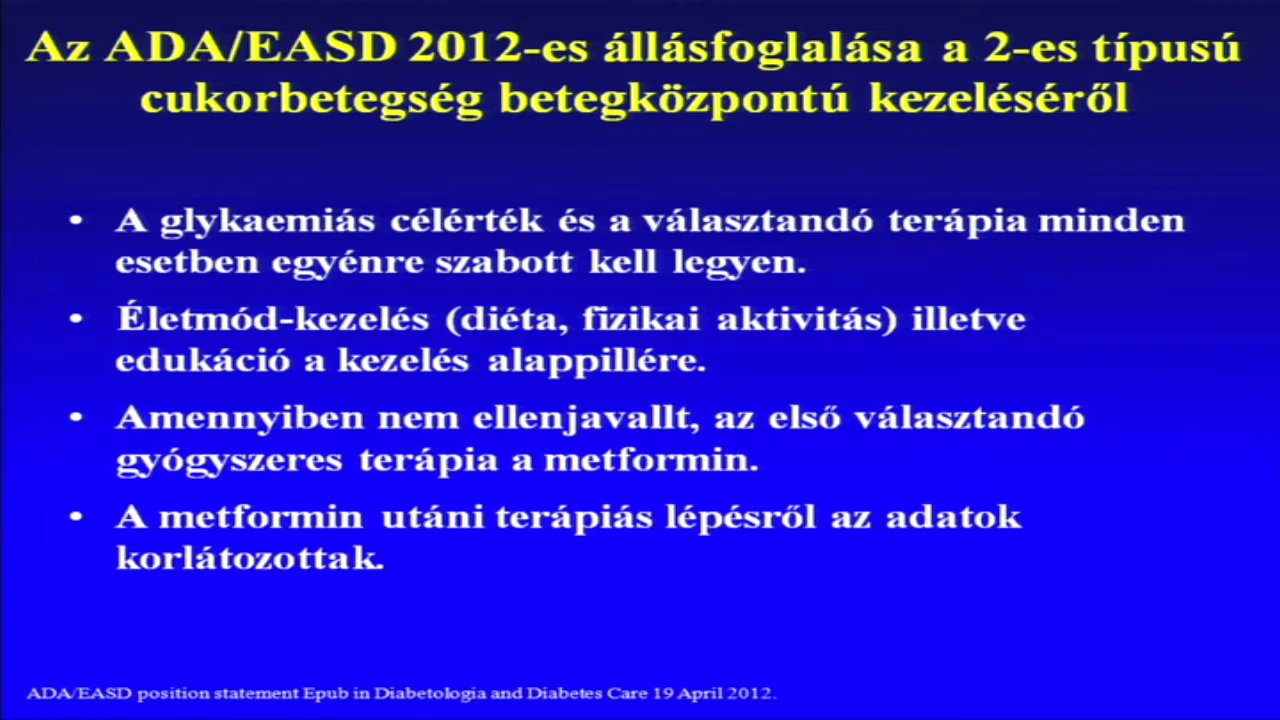 Az ADA/EASD 2012-es állásfoglalása a 2-es típusú
cukorbetegség betegközpontú kezeléséről
• A glykaemiás célérték és a választandó terápia minden
esetben egyénre szabott kell legyen.
• Életmód-kezelés (diéta, fizikai aktivitás) illetve
edukáció a kezelés alappillére.
• Amennyiben nem ellenjavallt, az első választandó
gyógyszeres terápia a metformin.
• A metformin utáni terápiás lépésről az adatok
korlátozottak.
ADA/EASD position statement Epub in Diabetologia and Diabetes Care 19 April 2012.